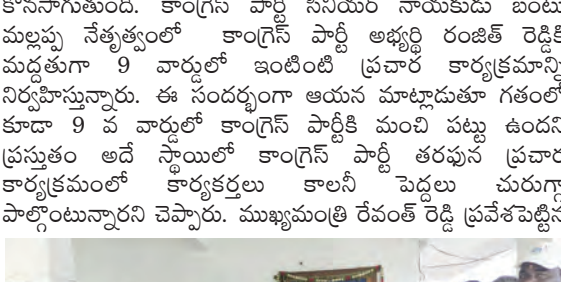 కొనసాగుతుంది. కాంగ్రెస్ పార్టీ సీనియర్ నాయకుడు బంటు
మల్లప్ప నేతృత్వంలో కాంగ్రెస్ పార్టీ అభ్యర్థి రంజిత్ రెడ్డికి
మద్దతుగా 9 వార్డులో ఇంటింటి ప్రచార కార్యక్రమాన్ని
నిర్వహిస్తున్నారు. ఈ సందర్భంగా ఆయన మాట్లాడుతూ గతంలో
కూడా 9 వ వార్డులో కాంగ్రెస్ పార్టీకి మంచి పట్టు ఉందని
ప్రస్తుతం అదే స్థాయిలో కాంగ్రెస్ పార్టీ తరఫున ప్రచార
కార్యక్రమంలో కార్యకర్తలు కాలనీ పెద్దలు చురుగ్గా
పాల్గొంటున్నారని చెప్పారు. ముఖ్యమంత్రి రేవంత్ రెడ్డి ప్రవేశపెట్టిన